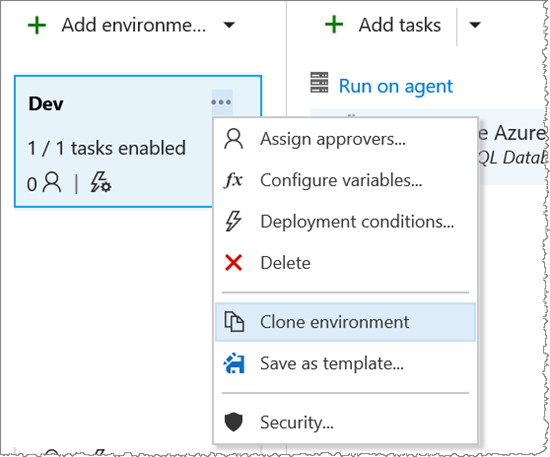 Add environme...
Add tasks
Dev
...
1 / 1 tasks enabled
0
Run on agent
e Azure
QL Datab
Assign approvers...
fx Configure variables...
Deployment conditions...
Delete
Clone environment
Save as template...
Security...